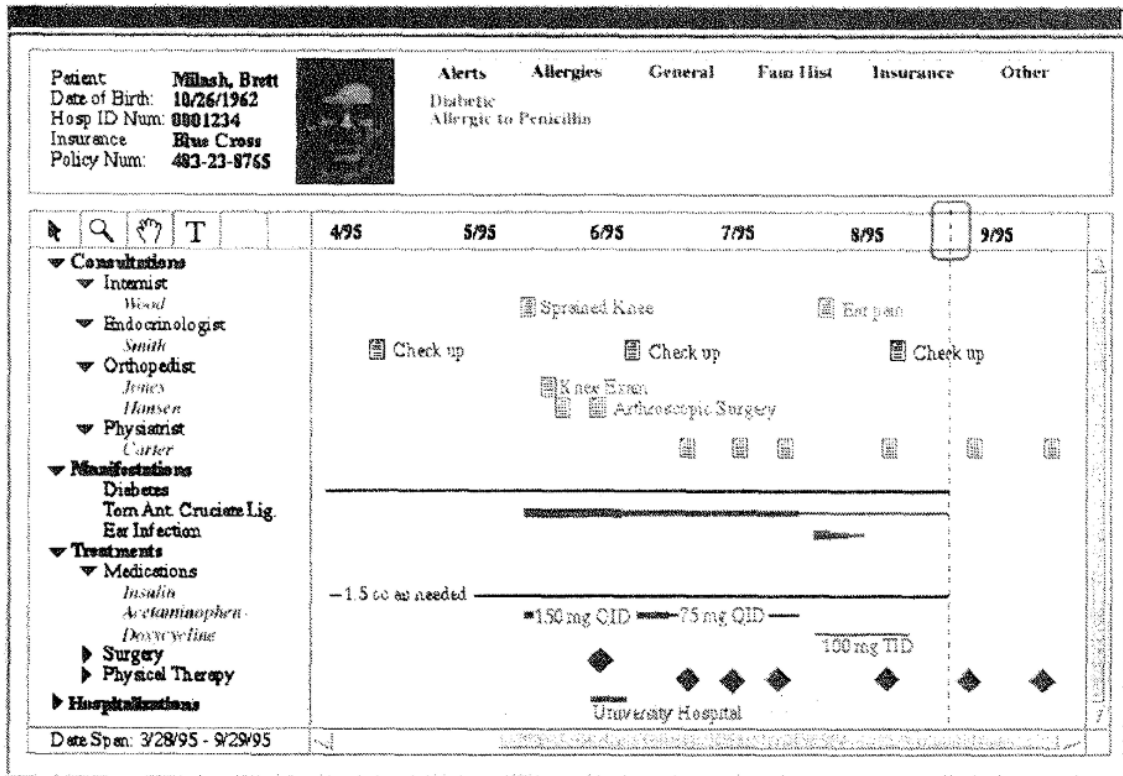 Patient Milash, Brett
Date of Birth: 10/26/1962
Hosp ID Num: 0001234
Insurance Blue Cross
Policy Num: 483-23-8765
Alerts Allergies General Fam Hist Insurance Other
Diabetic
Allergic to Penicillin
T
4/95 5/95 6/95 7/95 8/95 9/95
Consultations
Internist
Wood Sprained Knee Ear pain
Endocrinologist
Smith Check up Check up Check up
Orthopedist
Jones Knee Exam
Hansen Arthroscopic Surgery
Physiatrist
Carter
Manifestations
Diabetes
Torn Ant. Cruciate Lig.
Ear Infection
Treatments
Medications
Insulin 1.5 cc as needed
Acetaminophen 150 mg QID 75 mg QID
Doxycycline 100 mg TID
Surgery
Physical Therapy
Hospitalizations University Hospital
Date Span: 3/28/95 - 9/29/95